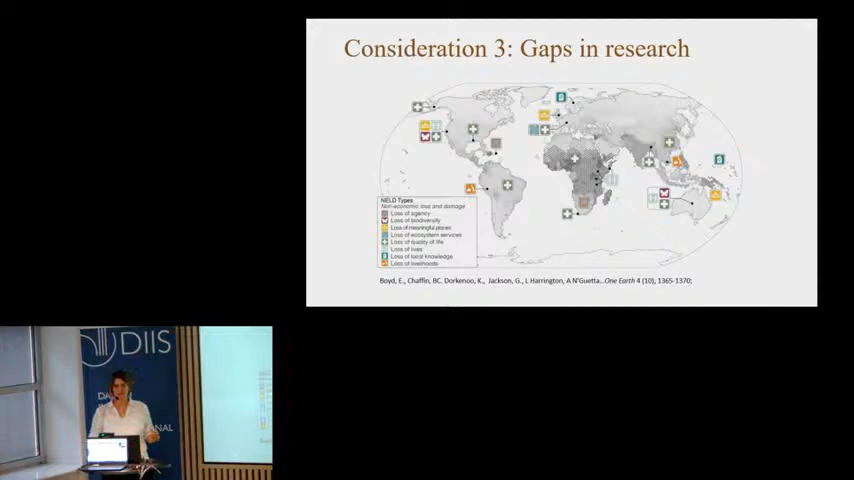 Consideration 3: Gaps in research
NELD Types
Non-economic loss and damage
Loss of agency
Loss of biodiversity
Loss of meaningful places
Loss of ecosystem services
Loss of quality of life
Loss of lives
Loss of local knowledge
Loss of livelihoods
Boyd, E., Chaffin, BC. Dorkenoo, K., Jackson, G., L Harrington, A N'Guetta...One Earth 4 (10), 1365-1370;
DIIS
DA
NAL